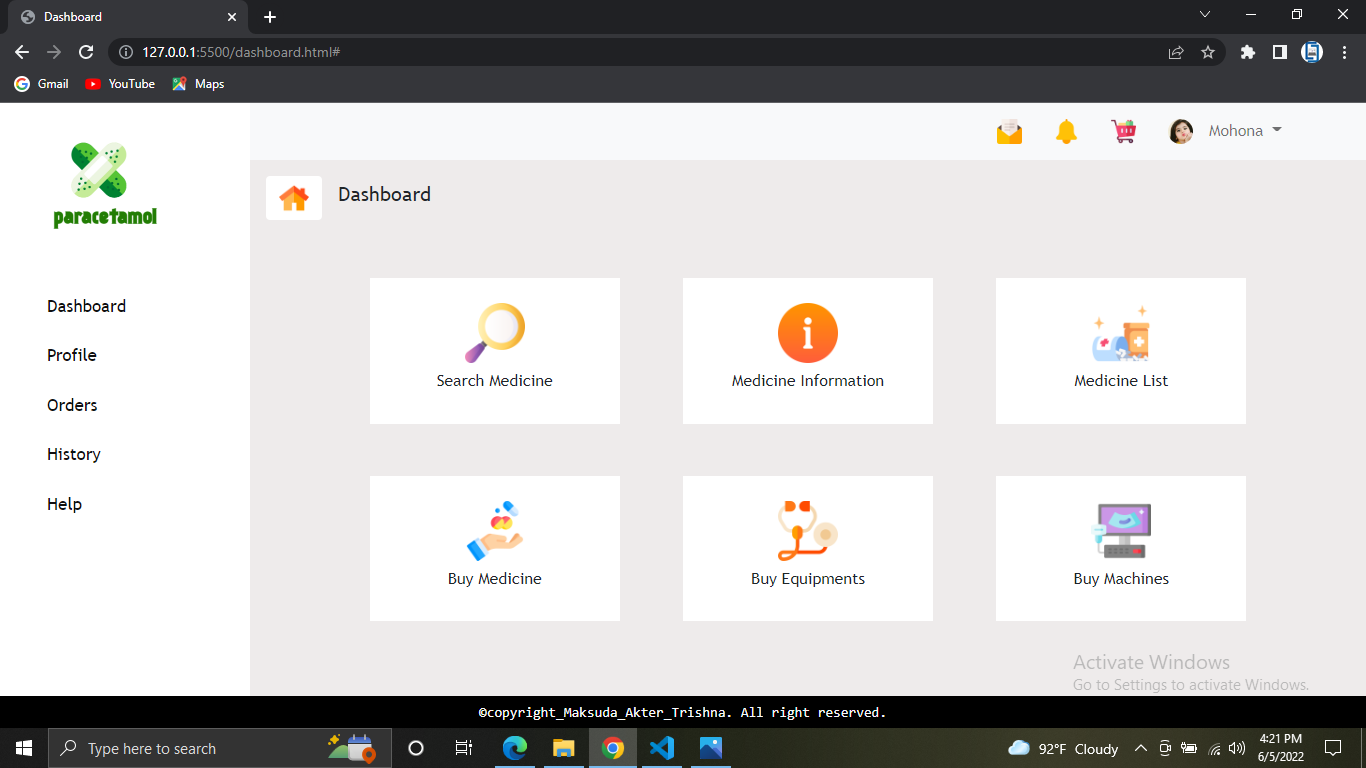 Dashboard
127.0.0.1:5500/dashboard.html#
Gmail YouTube Maps
Mohona
paracetamol
Dashboard
Dashboard
Profile
Orders
History
Help
Search Medicine
Medicine Information
Medicine List
Buy Medicine
Buy Equipments
Buy Machines
Activate Windows
Go to Settings to activate Windows.
©copyright_Maksuda_Akter_Trishna. All right reserved.
Type here to search
92°F Cloudy
4:21 PM
6/5/2022